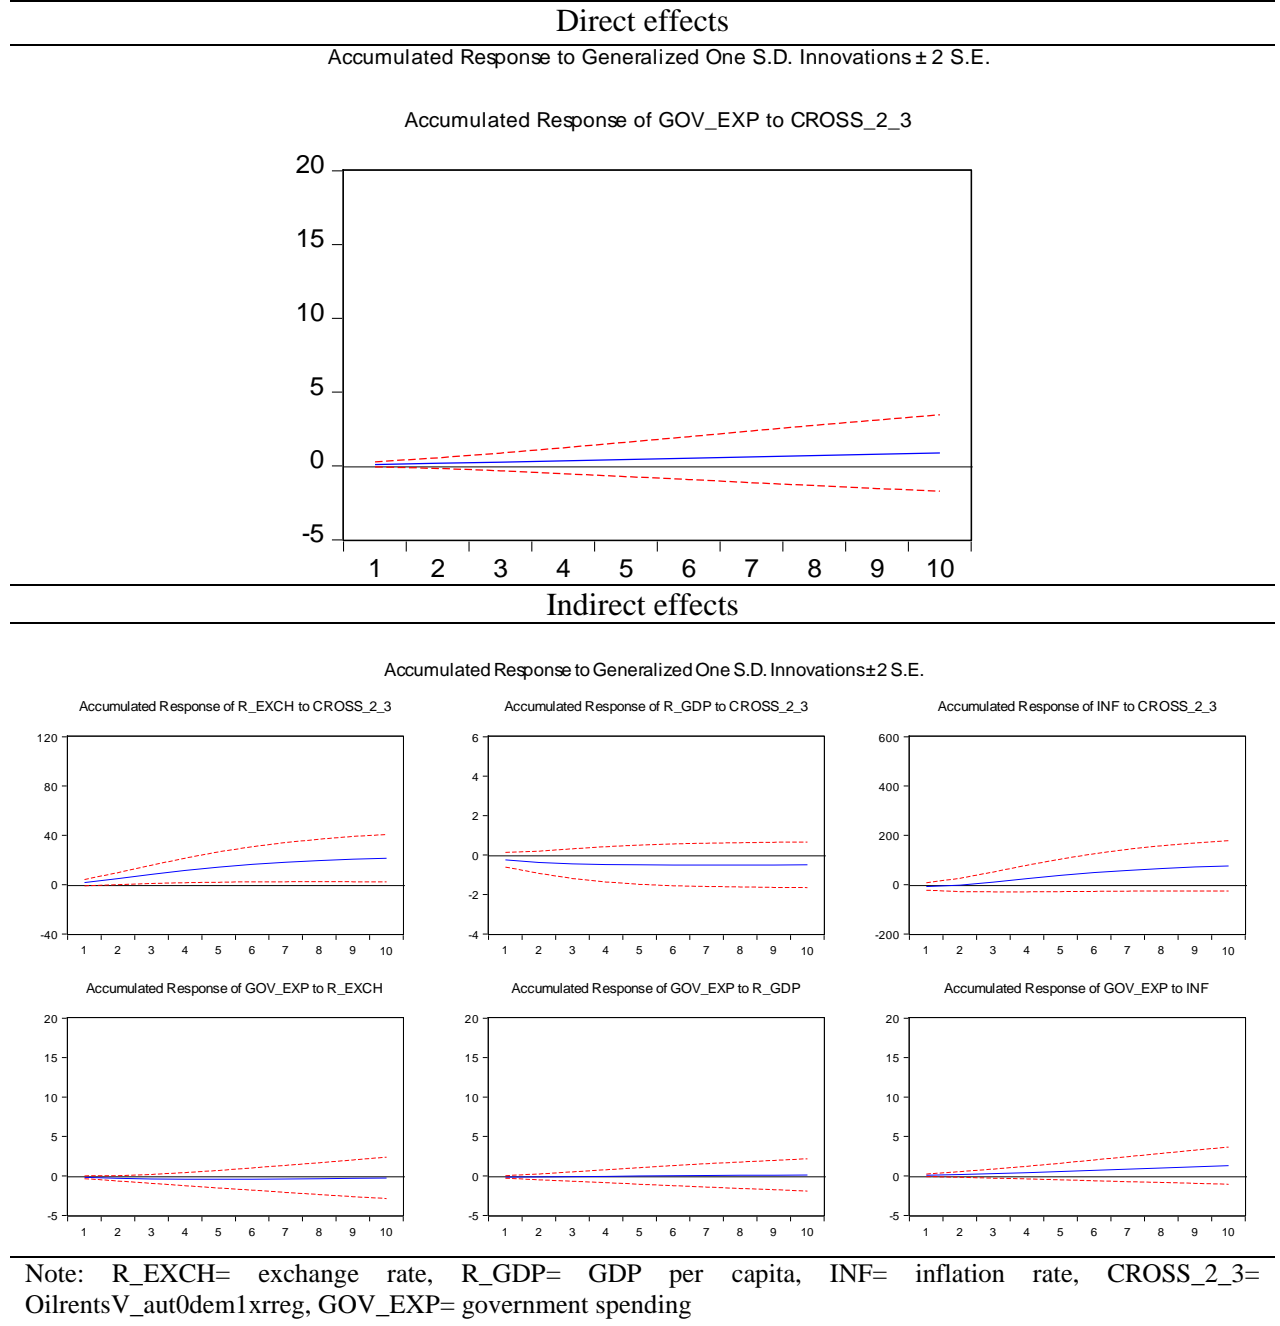 Direct effects
Accumulated Response to Generalized One S.D. Innovations ± 2 S.E.
Accumulated Response of GOV_EXP to CROSS_2_3
20
15
10
5
0
-5
1 2 3 4 5 6 7 8 9 10
Indirect effects
Accumulated Response to Generalized One S.D. Innovations ± 2 S.E.
Accumulated Response of R_EXCH to CROSS_2_3
120
80
40
0
-40
1 2 3 4 5 6 7 8 9 10
Accumulated Response of R_GDP to CROSS_2_3
6
4
2
0
-2
-4
1 2 3 4 5 6 7 8 9 10
Accumulated Response of INF to CROSS_2_3
600
400
200
0
-200
1 2 3 4 5 6 7 8 9 10
Accumulated Response of GOV_EXP to R_EXCH
20
15
10
5
0
-5
1 2 3 4 5 6 7 8 9 10
Accumulated Response of GOV_EXP to R_GDP
20
15
10
5
0
-5
1 2 3 4 5 6 7 8 9 10
Accumulated Response of GOV_EXP to INF
20
15
10
5
0
-5
1 2 3 4 5 6 7 8 9 10
Note: R_EXCH= exchange rate, R_GDP= GDP per capita, INF= inflation rate, CROSS_2_3=
OilrentsV_aut0dem1xrreg, GOV_EXP= government spending